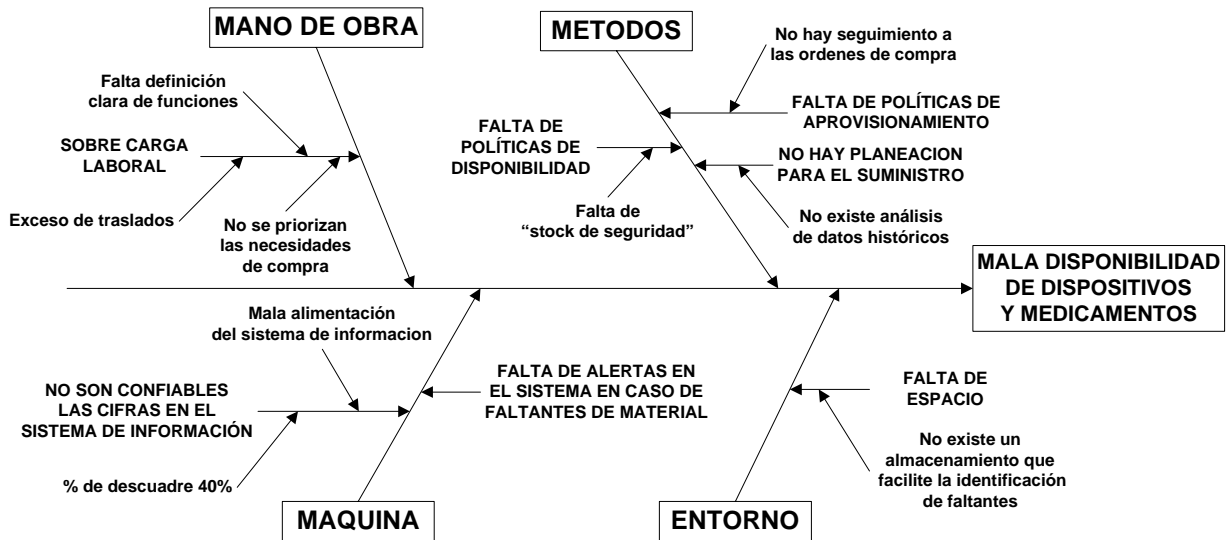 MANO DE OBRA
Falta definición
clara de funciones
SOBRE CARGA
LABORAL
Exceso de traslados
No se priorizan
las necesidades
de compra
METODOS
No hay seguimiento a
las ordenes de compra
FALTA DE POLÍTICAS DE
APROVISIONAMIENTO
FALTA DE
POLÍTICAS DE
DISPONIBILIDAD
Falta de
“stock de seguridad”
NO HAY PLANEACION
PARA EL SUMINISTRO
No existe análisis
de datos históricos
MALA DISPONIBILIDAD
DE DISPOSITIVOS
Y MEDICAMENTOS
Mala alimentación
del sistema de informacion
NO SON CONFIABLES
LAS CIFRAS EN EL
SISTEMA DE INFORMACIÓN
% de descuadre 40%
FALTA DE ALERTAS EN
EL SISTEMA EN CASO DE
FALTANTES DE MATERIAL
MAQUINA
FALTA DE
ESPACIO
No existe un
almacenamiento que
facilite la identificación
de faltantes
ENTORNO